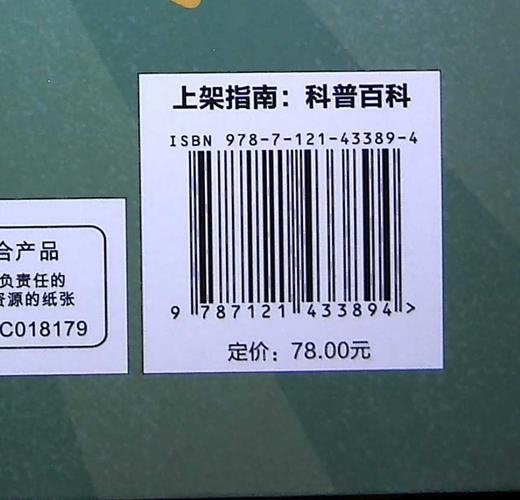 上架指南：科普百科
ISBN 978-7-121-43389-4
9 787121 433894 >
定价：78.00元
合产品
负责任的
资源的纸张
C018179